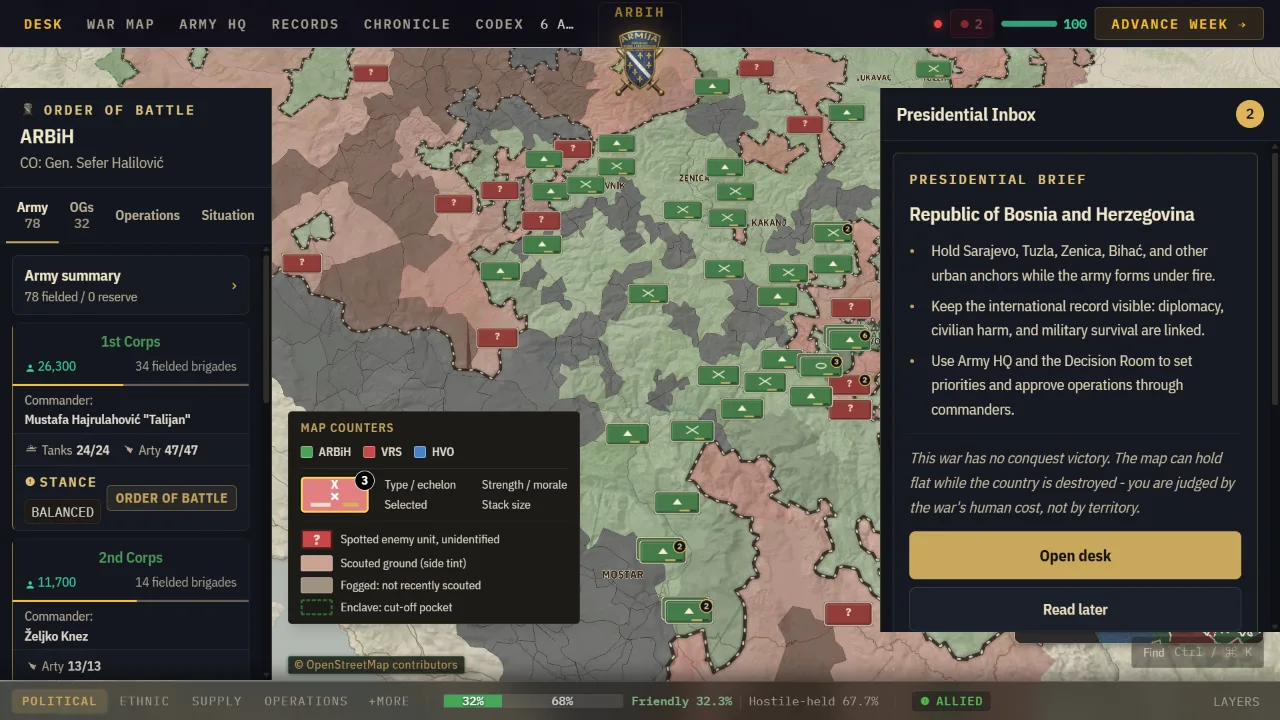 DESK WAR MAP ARMY HQ RECORDS CHRONICLE CODEX 6 A…
ARBIH
ARMIJA
2
100
ADVANCE WEEK →
ORDER OF BATTLE
ARBiH
CO: Gen. Sefer Halilović
Army
78
OGs
32
Operations
Situation
Army summary
78 fielded / 0 reserve
1st Corps
26,300
34 fielded brigades
Commander:
Mustafa Hajrulahović "Talijan"
Tanks 24/24
Arty 47/47
STANCE
BALANCED
ORDER OF BATTLE
2nd Corps
11,700
14 fielded brigades
Commander:
Željko Knez
Arty 13/13
VNIK
ZENICA
KAKANJ
MOSTAR
MAP COUNTERS
ARBiH VRS HVO
X
X
3
Type / echelon
Strength / morale
Selected
Stack size
? Spotted enemy unit, unidentified
Scouted ground (side tint)
Fogged: not recently scouted
Enclave: cut-off pocket
© OpenStreetMap contributors
Presidential Inbox
2
PRESIDENTIAL BRIEF
Republic of Bosnia and Herzegovina
• Hold Sarajevo, Tuzla, Zenica, Bihać, and other
urban anchors while the army forms under fire.
• Keep the international record visible: diplomacy,
civilian harm, and military survival are linked.
• Use Army HQ and the Decision Room to set
priorities and approve operations through
commanders.
This war has no conquest victory. The map can hold
flat while the country is destroyed - you are judged by
the war's human cost, not by territory.
Open desk
Read later
Find Ctrl / ⌘ K
POLITICAL ETHNIC SUPPLY OPERATIONS +MORE
32%
68%
Friendly 32.3%
Hostile-held 67.7%
ALLIED
LAYERS